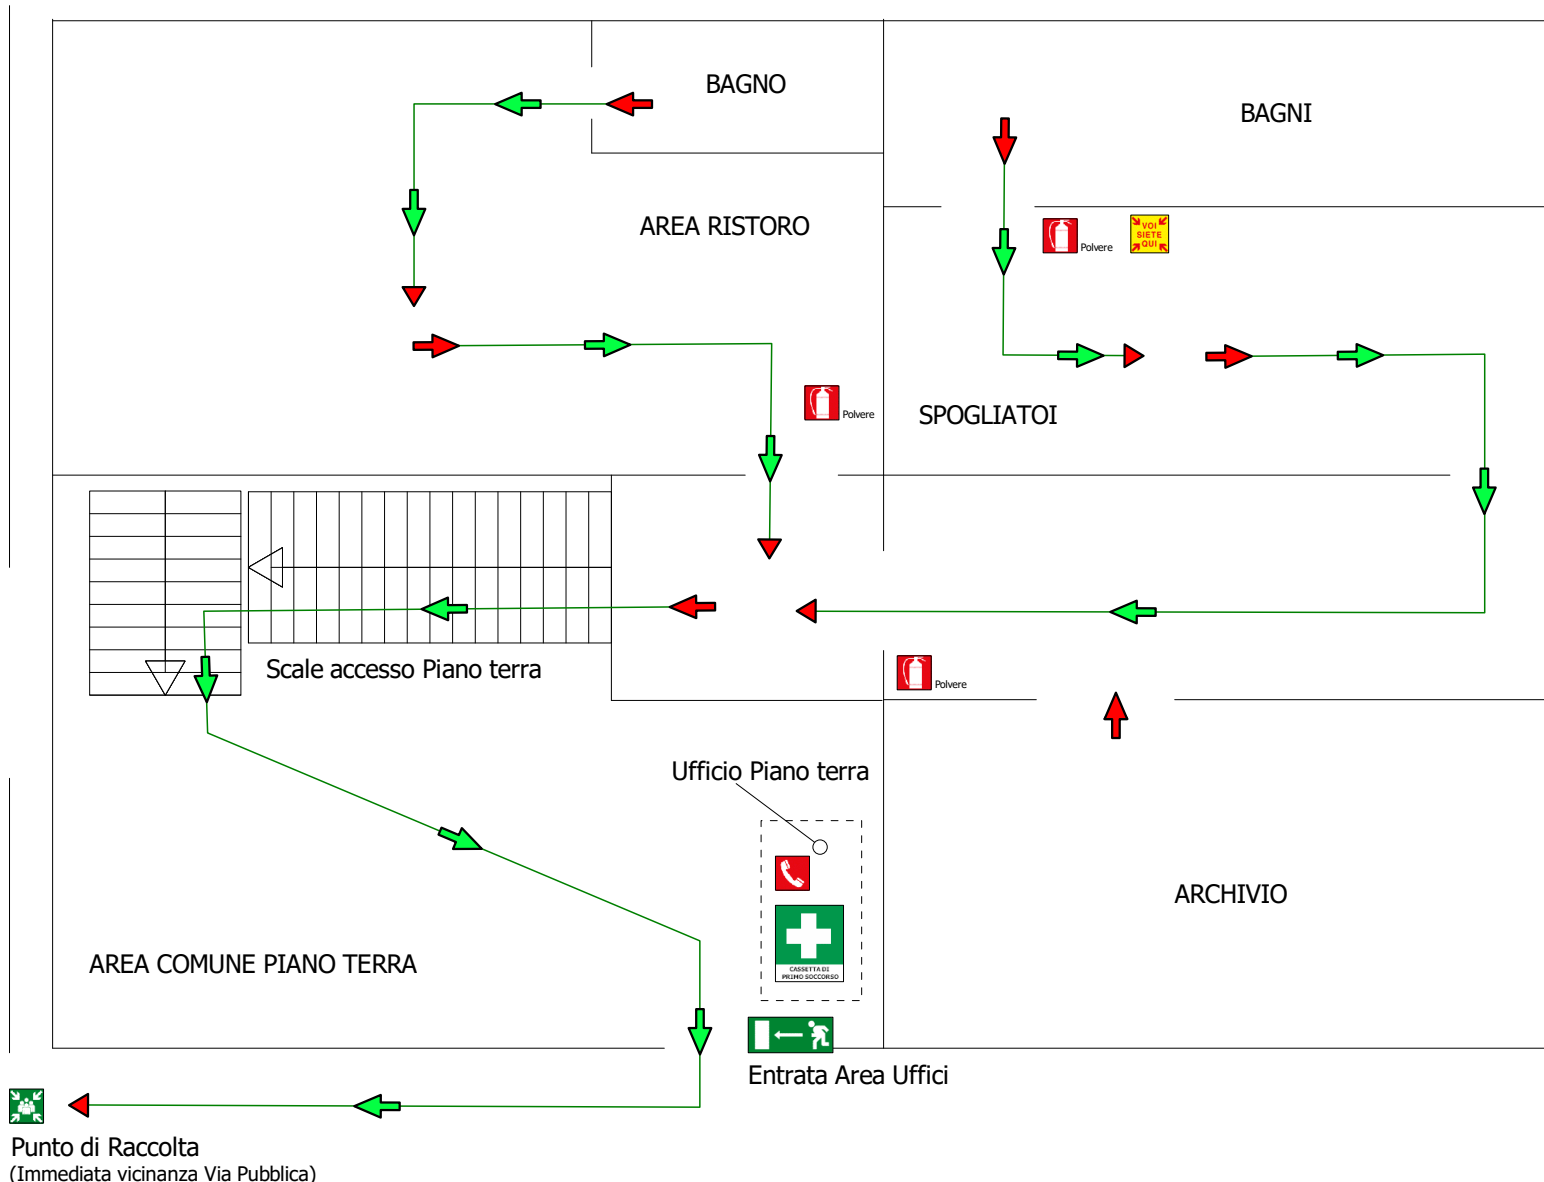 BAGNO
BAGNI
AREA RISTORO
Polvere
VOI
SIETE
QUI
Polvere
SPOGLIATOI
Scale accesso Piano terra
Polvere
Ufficio Piano terra
ARCHIVIO
CASSETTA DI
PRIMO SOCCORSO
AREA COMUNE PIANO TERRA
Entrata Area Uffici
Punto di Raccolta
(Immediata vicinanza Via Pubblica)